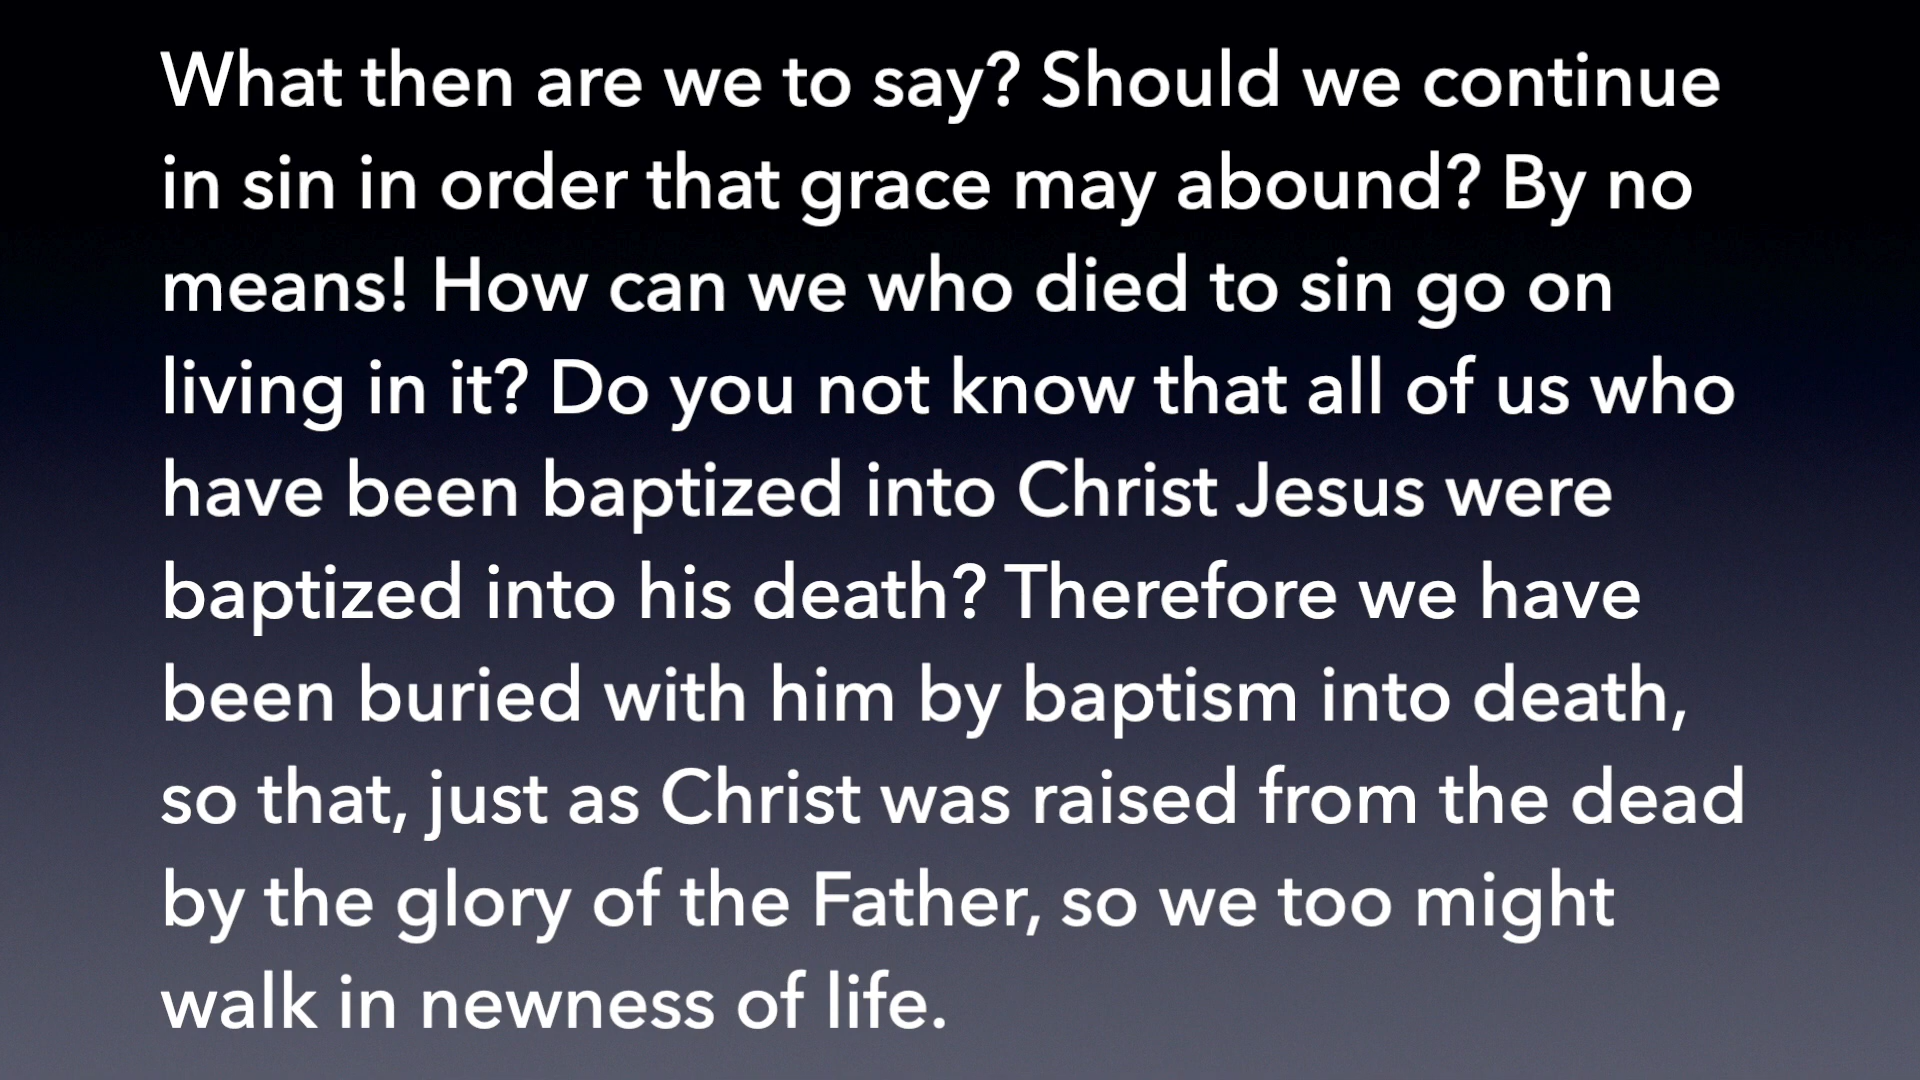 What then are we to say? Should we continue
in sin in order that grace may abound? By no
means! How can we who died to sin go on
living in it? Do you not know that all of us who
have been baptized into Christ Jesus were
baptized into his death? Therefore we have
been buried with him by baptism into death,
so that, just as Christ was raised from the dead
by the glory of the Father, so we too might
walk in newness of life.